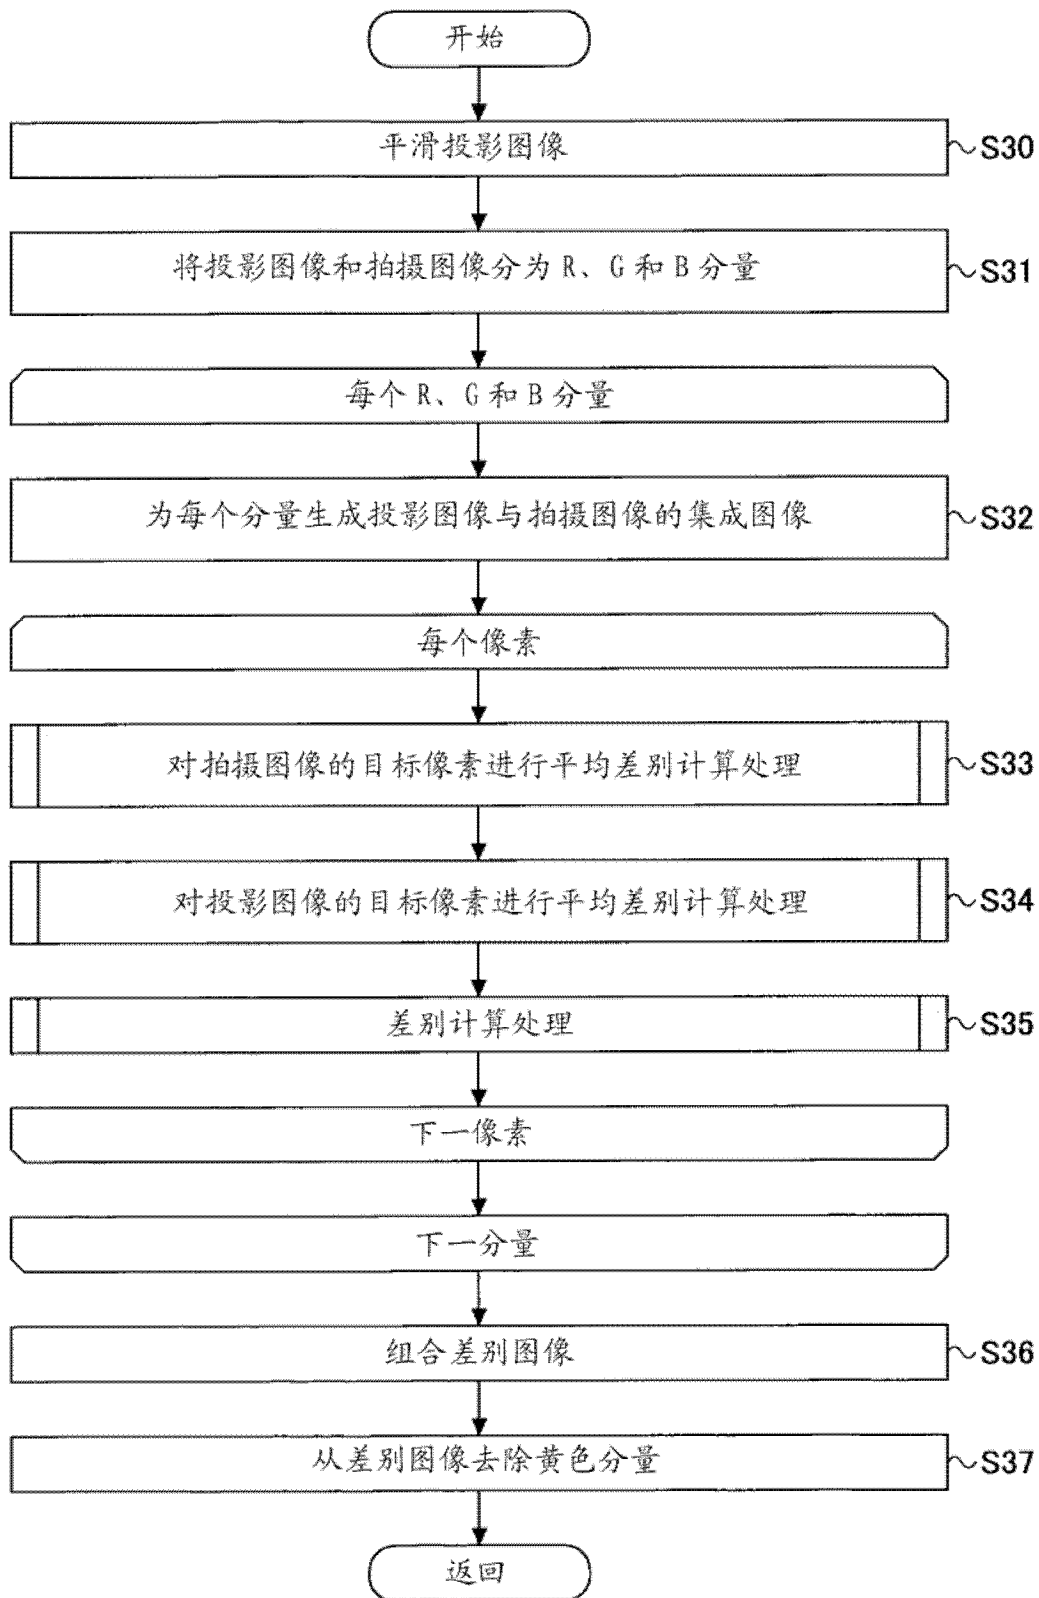 开始
平滑投影图像
S30
将投影图像和拍摄图像分为 R、G 和 B 分量
S31
每个 R、G 和 B 分量
为每个分量生成投影图像与拍摄图像的集成图像
S32
每个像素
对拍摄图像的目标像素进行平均差别计算处理
S33
对投影图像的目标像素进行平均差别计算处理
S34
差别计算处理
S35
下一像素
下一分量
组合差别图像
S36
从差别图像去除黄色分量
S37
返回